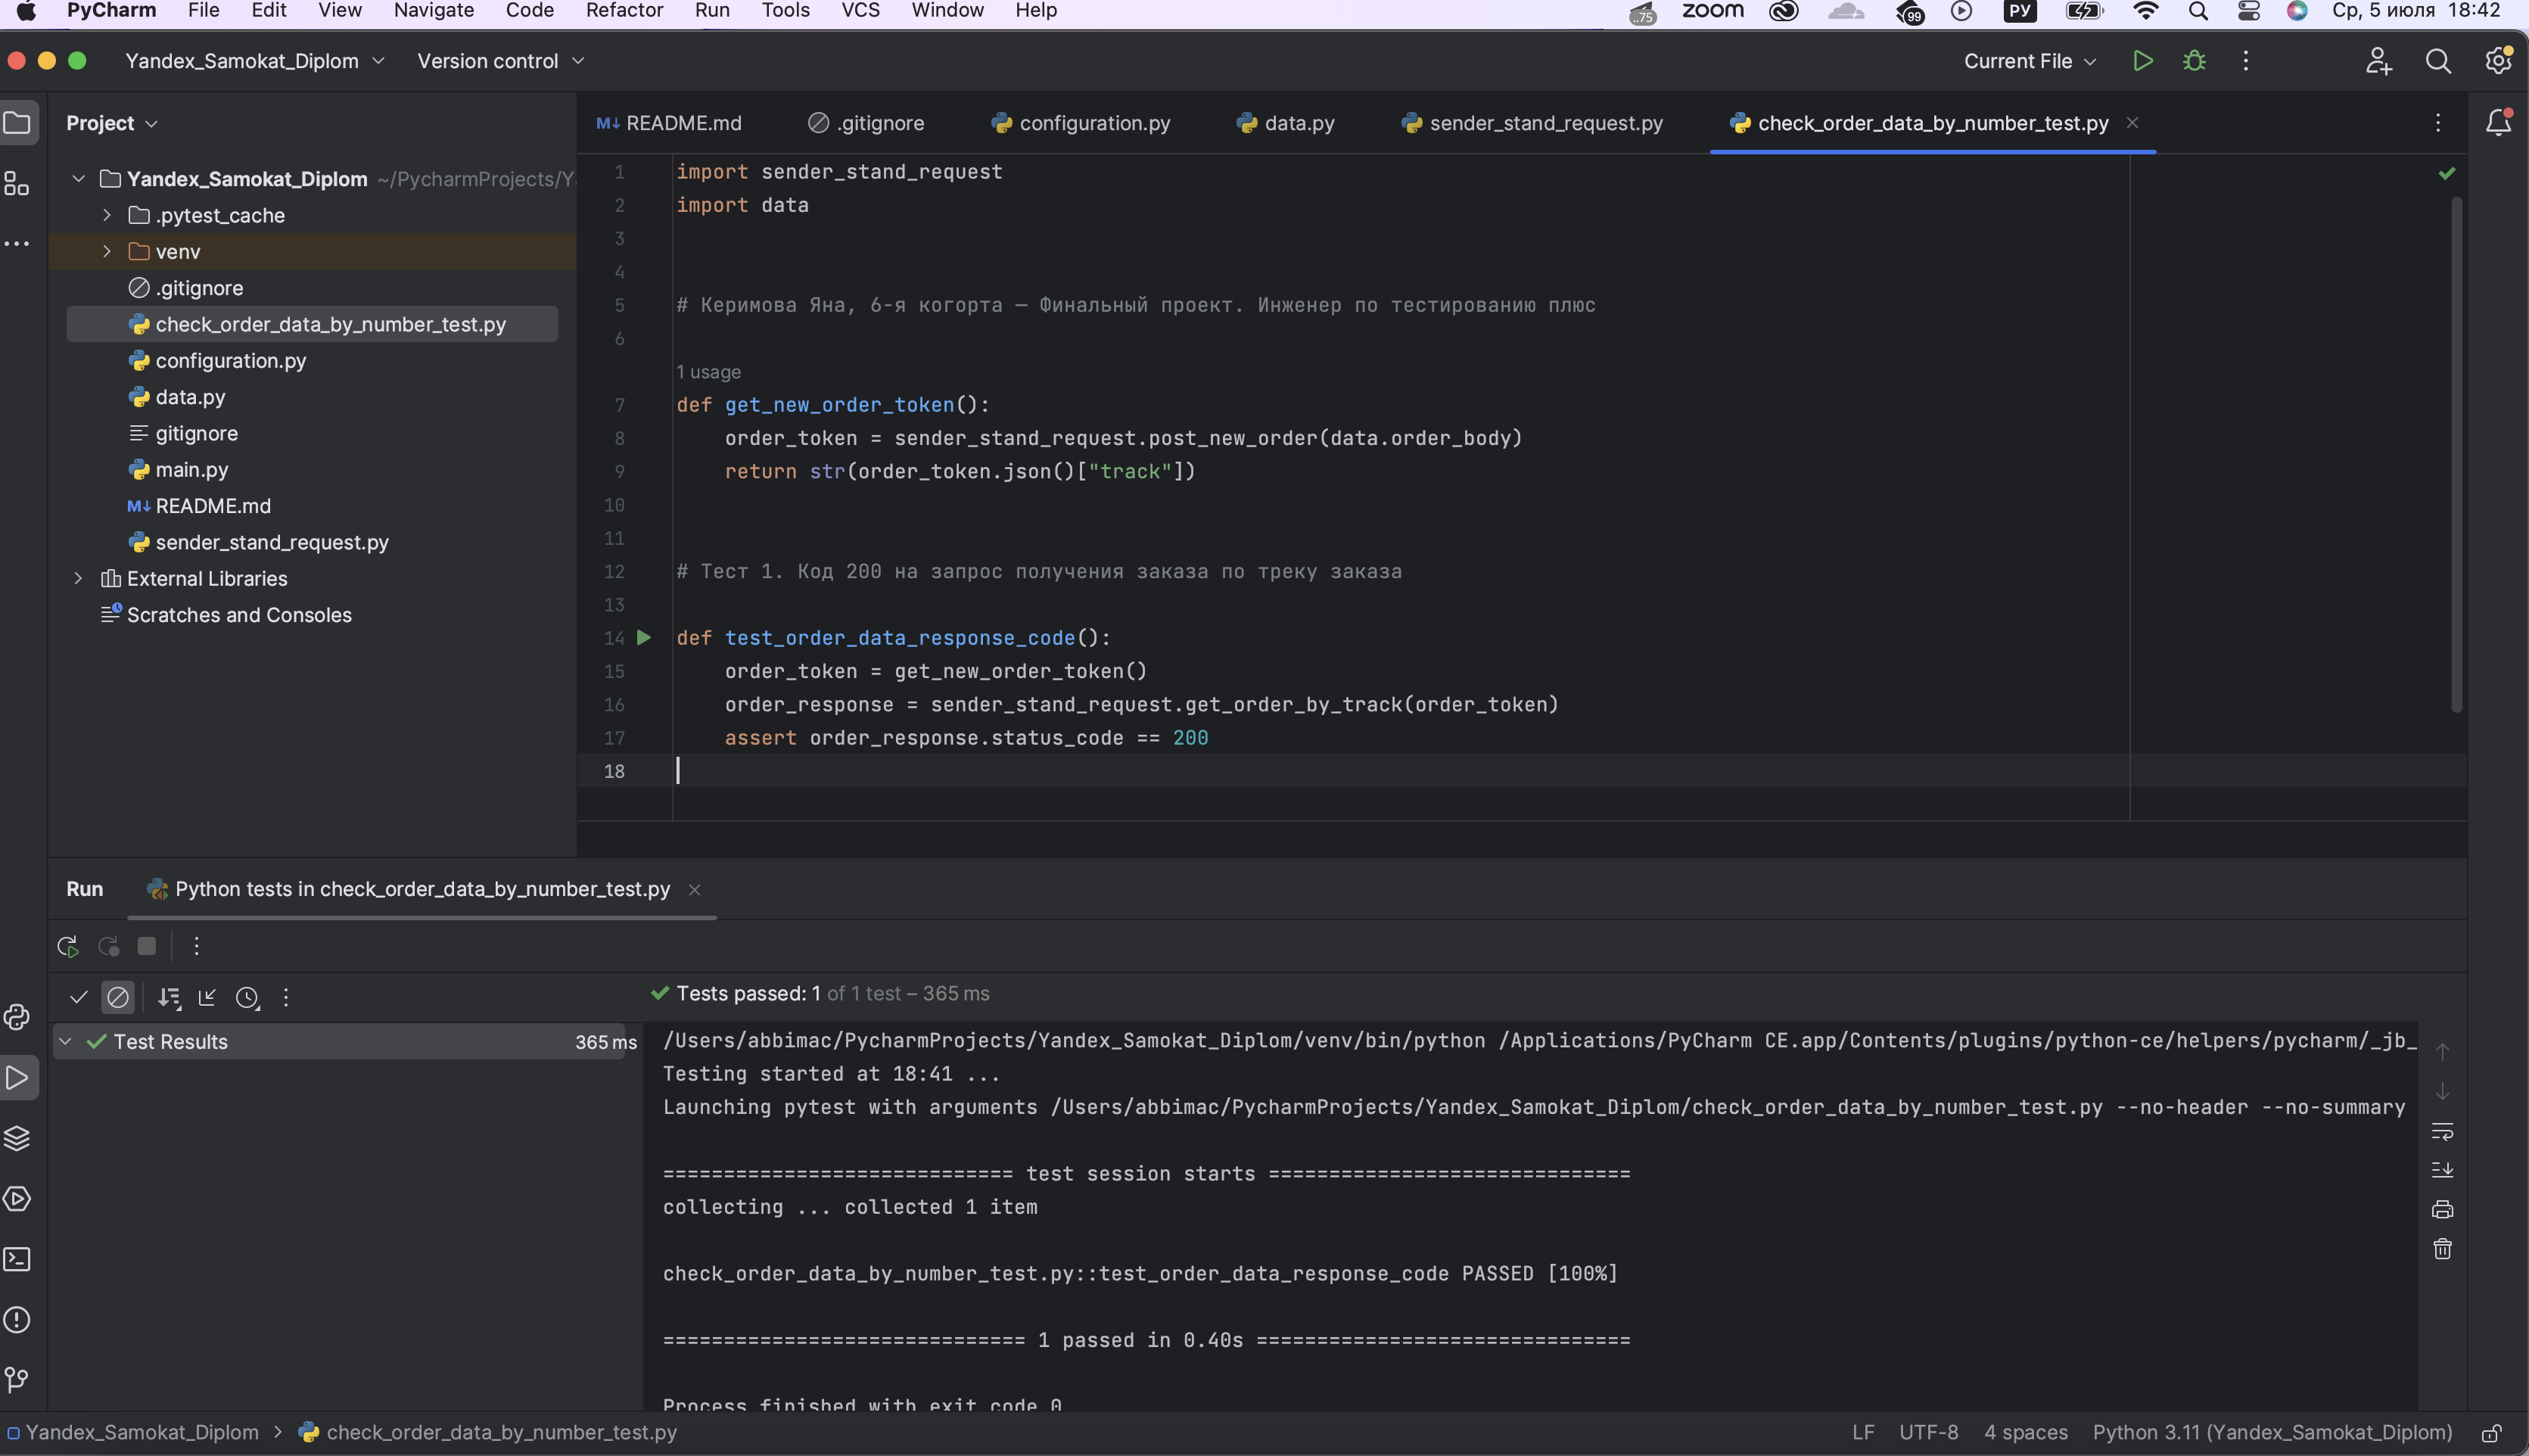 PyCharm File Edit View Navigate Code Refactor Run Tools VCS Window Help ..75 zoom 99 РУ Ср, 5 июля 18:42
Yandex_Samokat_Diplom Version control Current File
Project
M↓ README.md .gitignore configuration.py data.py sender_stand_request.py check_order_data_by_number_test.py
Yandex_Samokat_Diplom ~/PycharmProjects/Y
.pytest_cache
venv
.gitignore
check_order_data_by_number_test.py
configuration.py
data.py
gitignore
main.py
M↓ README.md
sender_stand_request.py
External Libraries
Scratches and Consoles
1 import sender_stand_request
2 import data
3
4
5 # Керимова Яна, 6-я когорта — Финальный проект. Инженер по тестированию плюс
6
1 usage
7 def get_new_order_token():
8 order_token = sender_stand_request.post_new_order(data.order_body)
9 return str(order_token.json()["track"])
10
11
12 # Тест 1. Код 200 на запрос получения заказа по треку заказа
13
14 def test_order_data_response_code():
15 order_token = get_new_order_token()
16 order_response = sender_stand_request.get_order_by_track(order_token)
17 assert order_response.status_code == 200
18
Run Python tests in check_order_data_by_number_test.py
Tests passed: 1 of 1 test – 365 ms
Test Results 365 ms
/Users/abbimac/PycharmProjects/Yandex_Samokat_Diplom/venv/bin/python /Applications/PyCharm CE.app/Contents/plugins/python-ce/helpers/pycharm/_jb_
Testing started at 18:41 ...
Launching pytest with arguments /Users/abbimac/PycharmProjects/Yandex_Samokat_Diplom/check_order_data_by_number_test.py --no-header --no-summary
============================= test session starts ==============================
collecting ... collected 1 item
check_order_data_by_number_test.py::test_order_data_response_code PASSED [100%]
============================== 1 passed in 0.40s ===============================
Process finished with exit code 0
Yandex_Samokat_Diplom > check_order_data_by_number_test.py LF UTF-8 4 spaces Python 3.11 (Yandex_Samokat_Diplom)